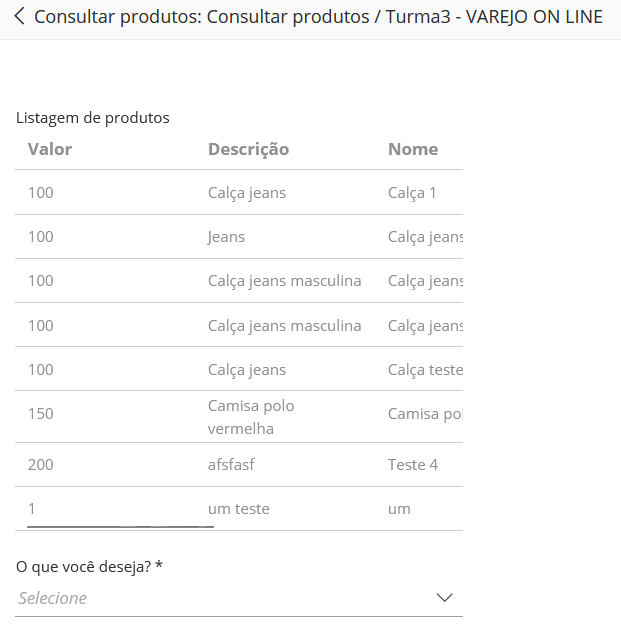 Consultar produtos: Consultar produtos / Turma3 - VAREJO ON LINE
Listagem de produtos
Valor Descrição Nome
100 Calça jeans Calça 1
100 Jeans Calça jeans
100 Calça jeans masculina Calça jeans
100 Calça jeans masculina Calça jeans
100 Calça jeans Calça teste
150 Camisa polo vermelha Camisa pol
200 afsfasf Teste 4
1 um teste um
O que você deseja? *
Selecione